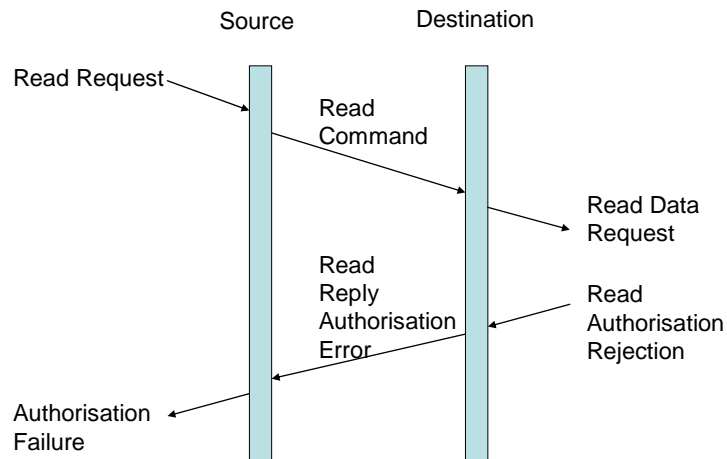 Source
Destination
Read Request
Read
Command
Read Data
Request
Read
Reply
Authorisation
Error
Read
Authorisation
Rejection
Authorisation
Failure